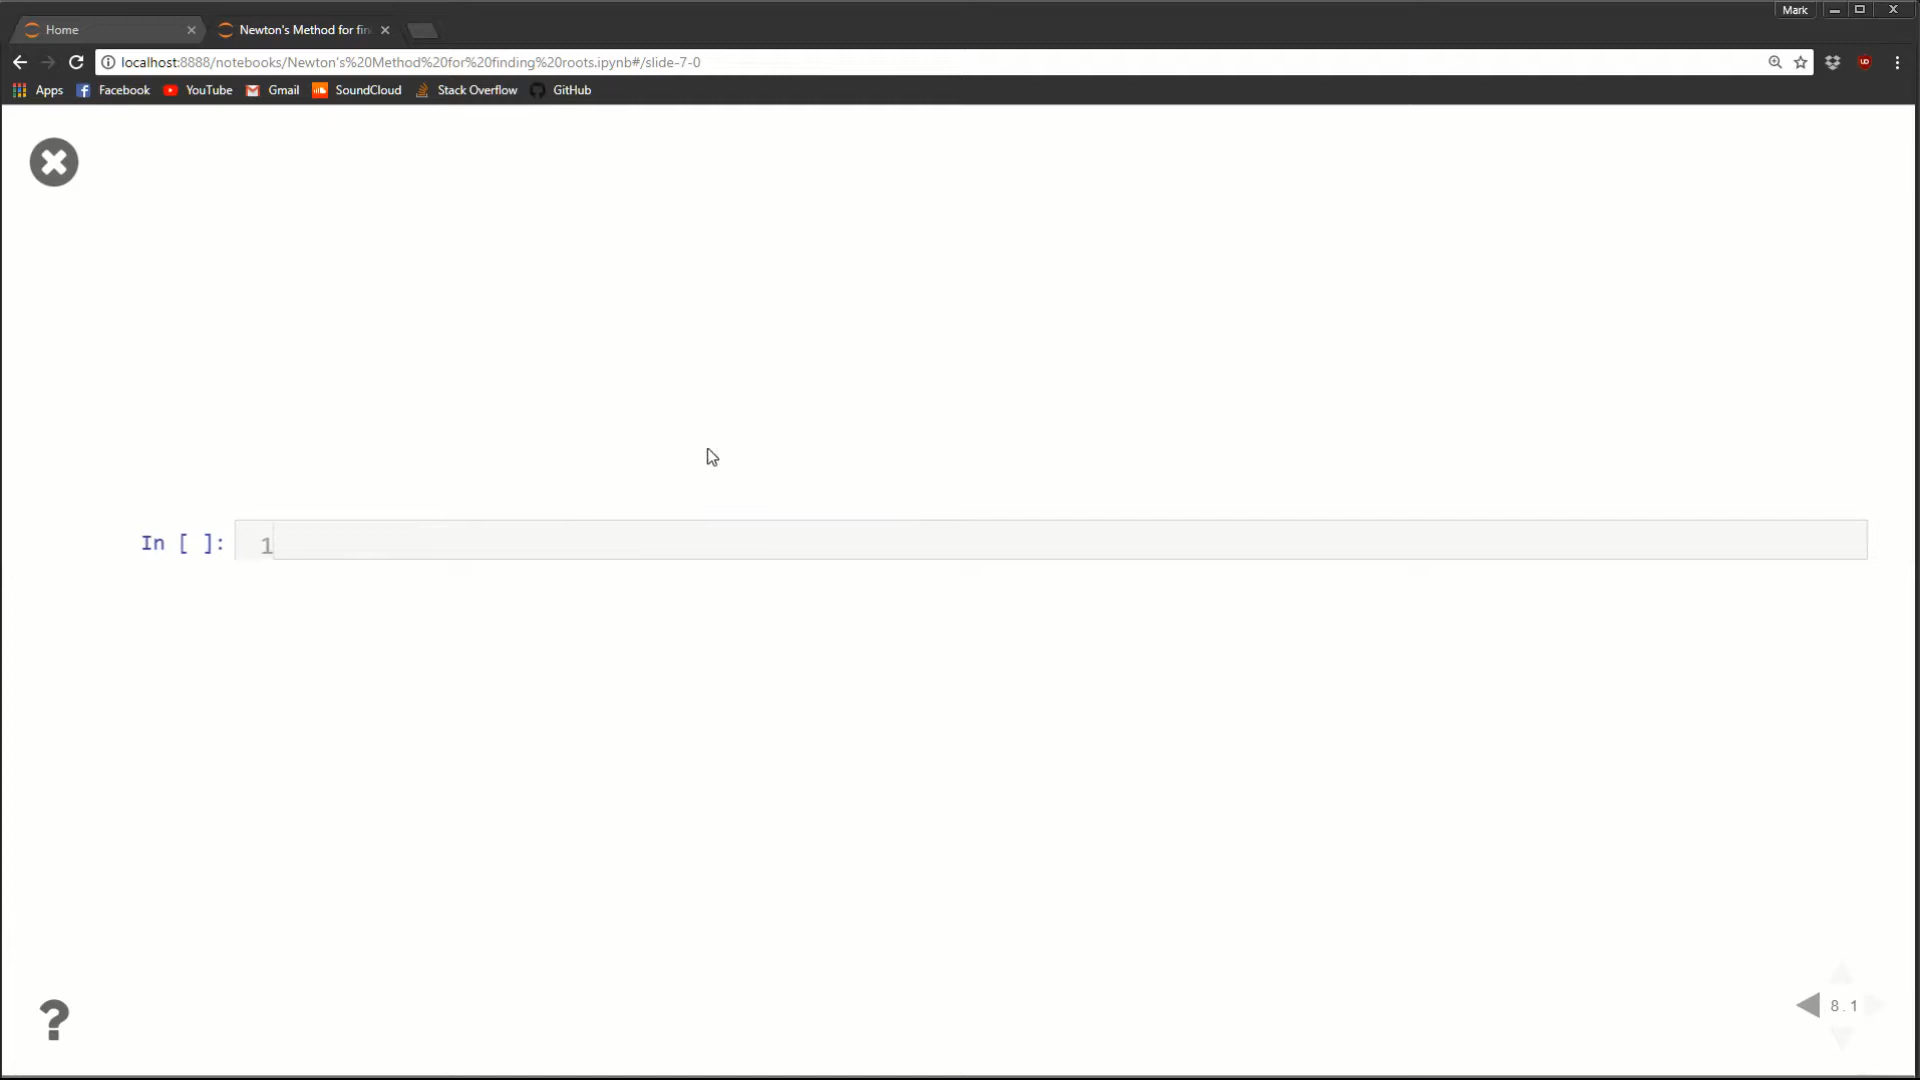 Mark
Home
Newton's Method for fin
localhost:8888/notebooks/Newton's%20Method%20for%20finding%20roots.ipynb#/slide-7-0
Apps Facebook YouTube Gmail SoundCloud Stack Overflow GitHub
In [ ]: 1
?
8.1